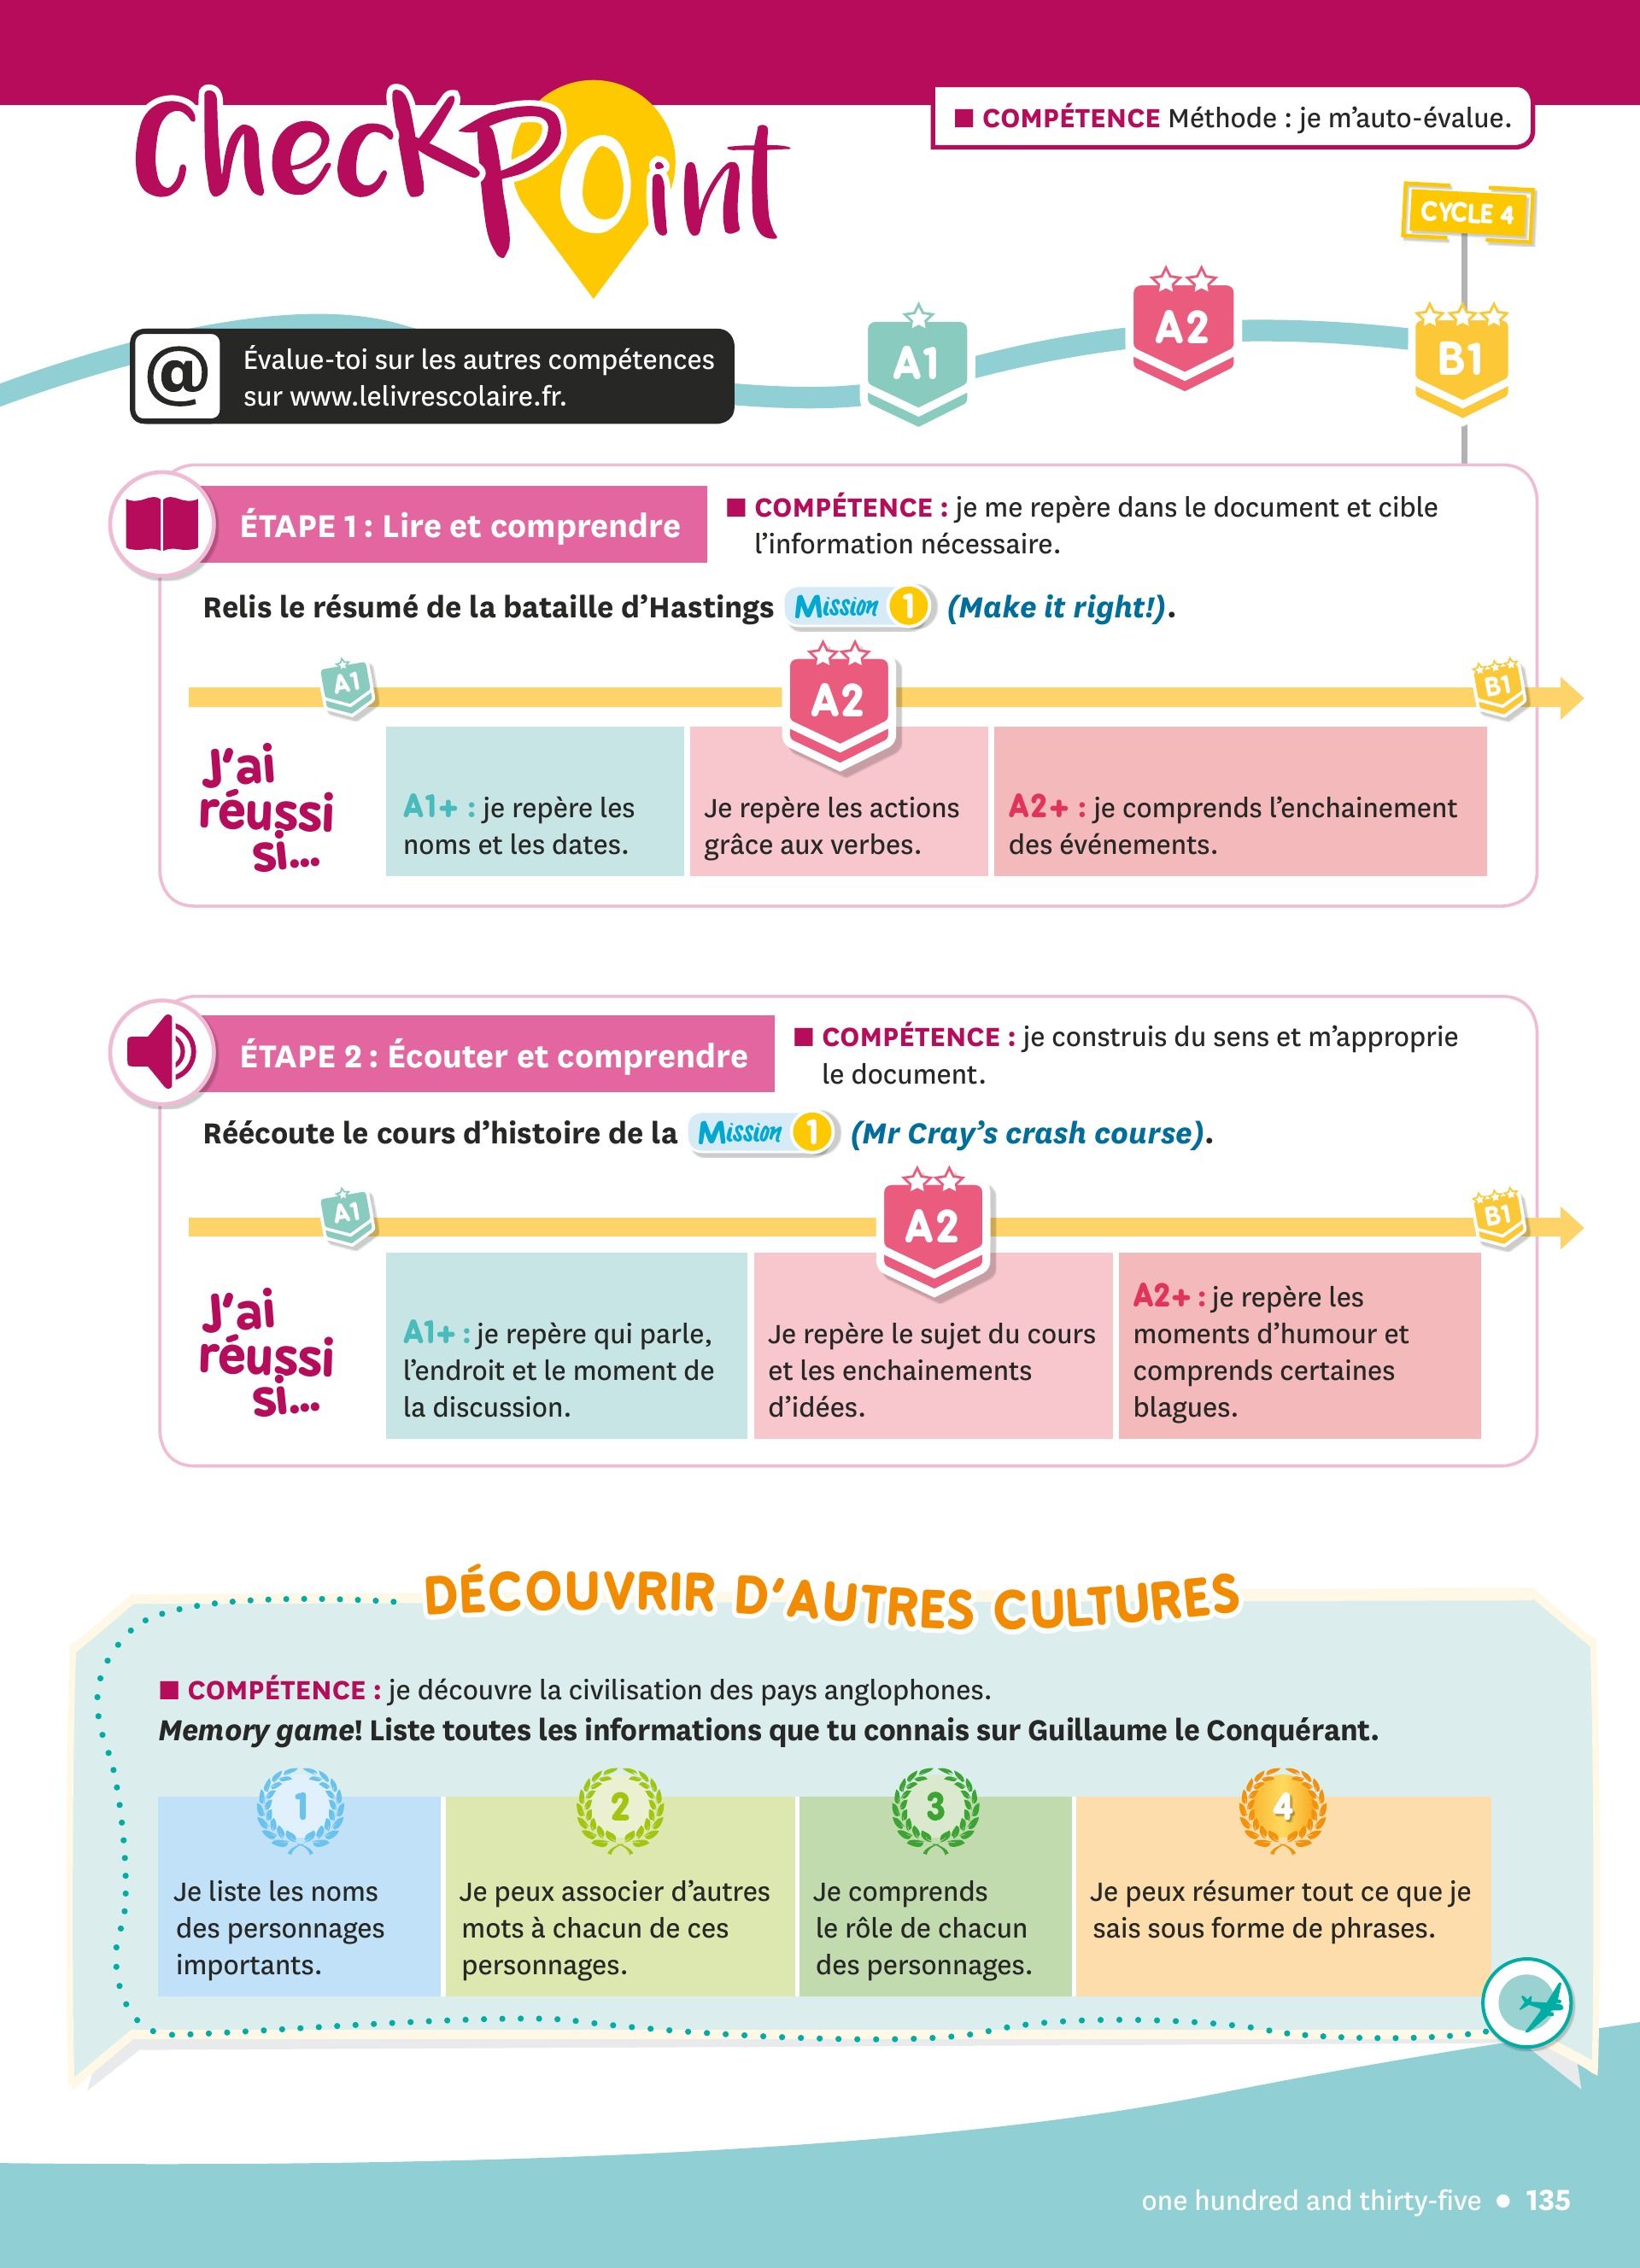 CheckPoint
■ COMPÉTENCE Méthode : je m’auto-évalue.
CYCLE 4
A1
A2
B1
@
Évalue-toi sur les autres compétences
sur www.lelivrescolaire.fr.
ÉTAPE 1 : Lire et comprendre
■ COMPÉTENCE : je me repère dans le document et cible
l’information nécessaire.
Relis le résumé de la bataille d’Hastings Mission 1 (Make it right!).
A1
A2
B1
J’ai
réussi
si...
A1+ : je repère les
noms et les dates.
Je repère les actions
grâce aux verbes.
A2+ : je comprends l’enchainement
des événements.
ÉTAPE 2 : Écouter et comprendre
■ COMPÉTENCE : je construis du sens et m’approprie
le document.
Réécoute le cours d’histoire de la Mission 1 (Mr Cray’s crash course).
A1
A2
B1
J’ai
réussi
si...
A1+ : je repère qui parle,
l’endroit et le moment de
la discussion.
Je repère le sujet du cours
et les enchainements
d’idées.
A2+ : je repère les
moments d’humour et
comprends certaines
blagues.
DÉCOUVRIR D’AUTRES CULTURES
■ COMPÉTENCE : je découvre la civilisation des pays anglophones.
Memory game! Liste toutes les informations que tu connais sur Guillaume le Conquérant.
1
Je liste les noms
des personnages
importants.
2
Je peux associer d’autres
mots à chacun de ces
personnages.
3
Je comprends
le rôle de chacun
des personnages.
4
Je peux résumer tout ce que je
sais sous forme de phrases.
one hundred and thirty-five • 135